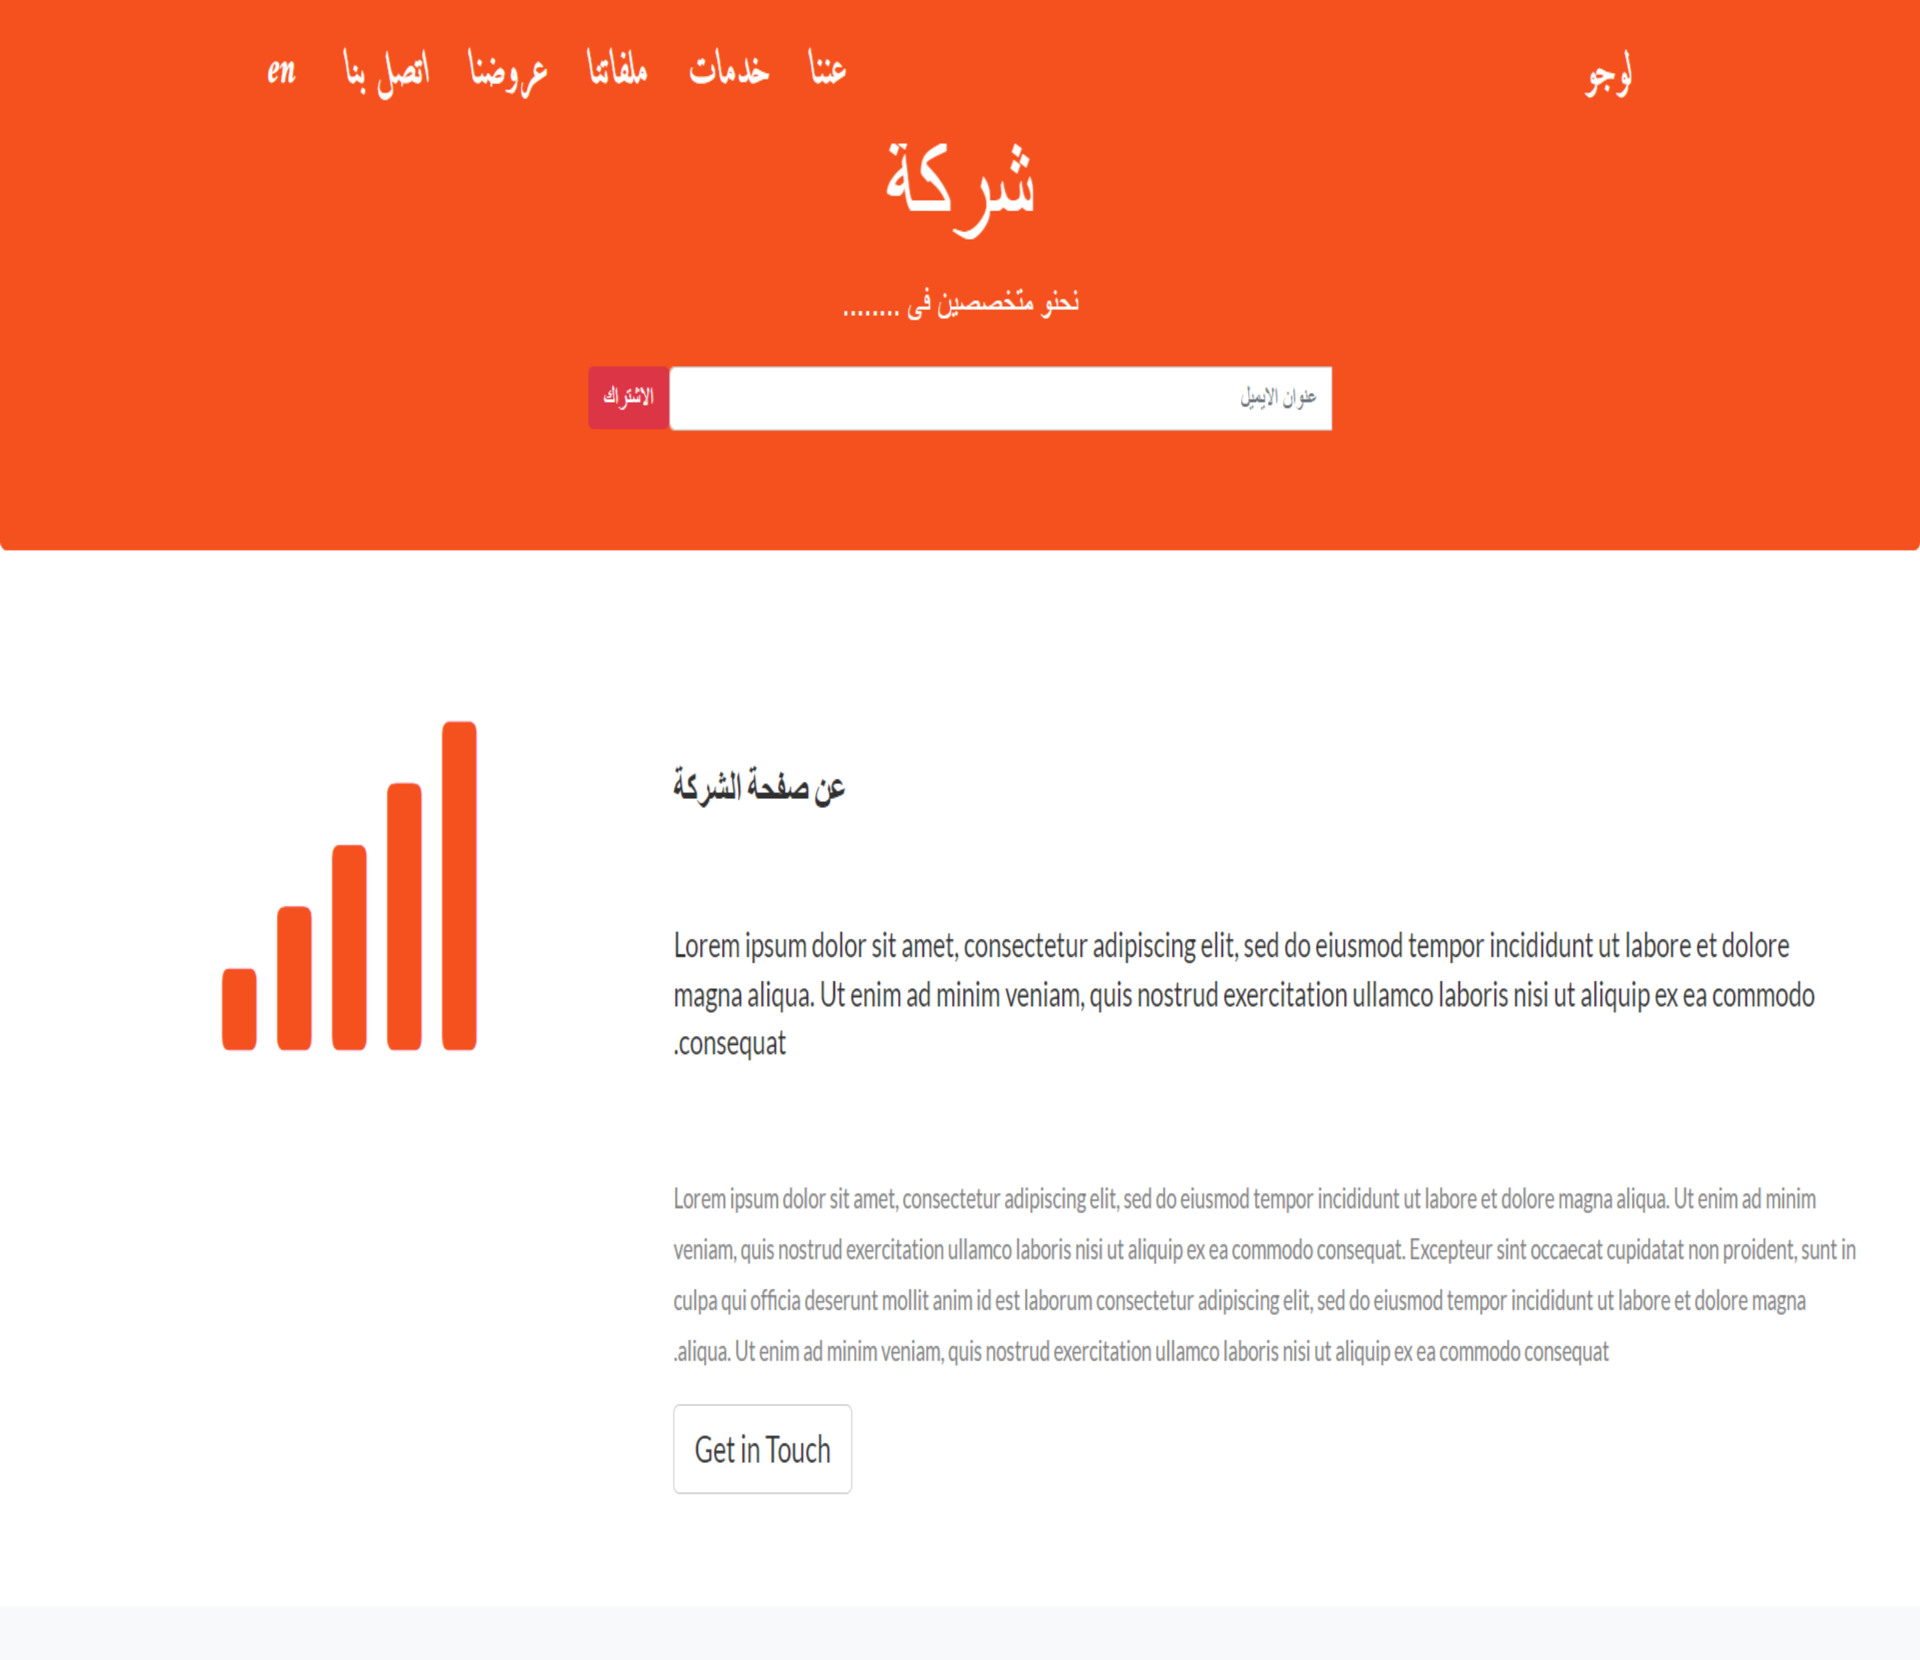 لوجو
عننا
خدمات
ملفاتنا
عروضنا
اتصل بنا
en
شركة
نحنو متخصصين فى ........
عنوان الايميل
الاشتراك
عن صفحة الشركة
Lorem ipsum dolor sit amet, consectetur adipiscing elit, sed do eiusmod tempor incididunt ut labore et dolore
magna aliqua. Ut enim ad minim veniam, quis nostrud exercitation ullamco laboris nisi ut aliquip ex ea commodo
.consequat
Lorem ipsum dolor sit amet, consectetur adipiscing elit, sed do eiusmod tempor incididunt ut labore et dolore magna aliqua. Ut enim ad minim
veniam, quis nostrud exercitation ullamco laboris nisi ut aliquip ex ea commodo consequat. Excepteur sint occaecat cupidatat non proident, sunt in
culpa qui officia deserunt mollit anim id est laborum consectetur adipiscing elit, sed do eiusmod tempor incididunt ut labore et dolore magna
.aliqua. Ut enim ad minim veniam, quis nostrud exercitation ullamco laboris nisi ut aliquip ex ea commodo consequat
Get in Touch